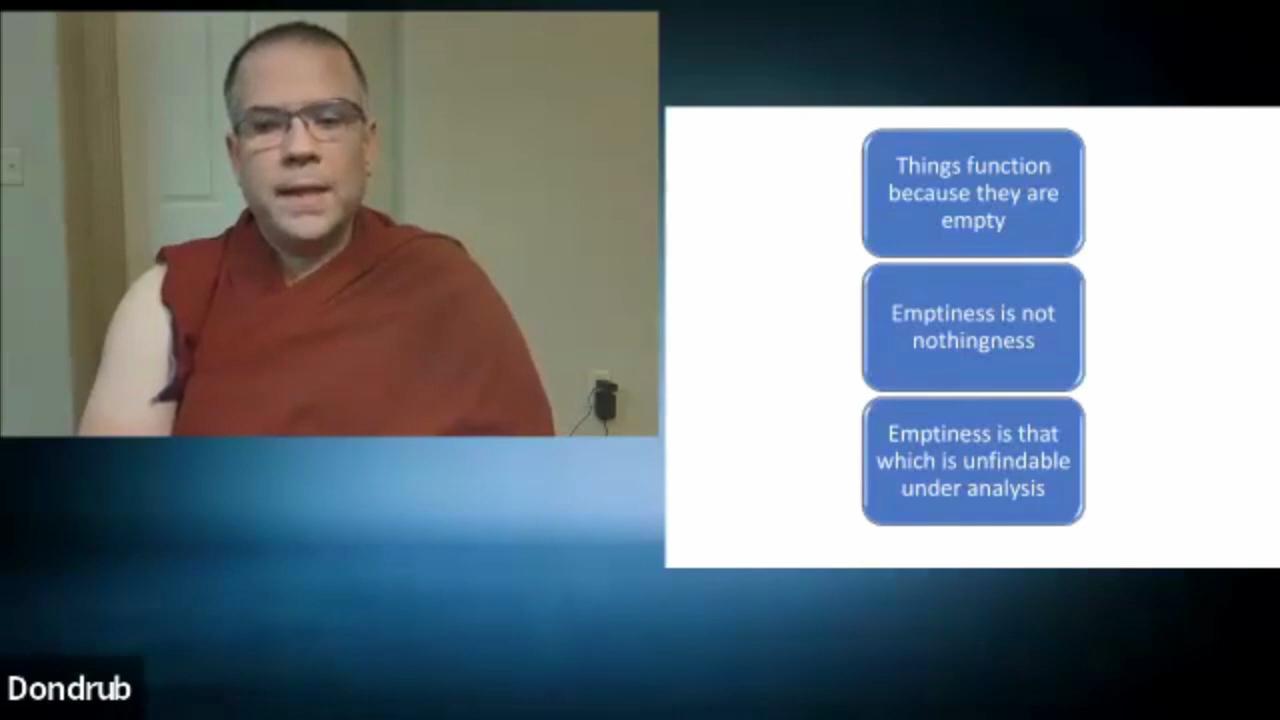 Things function
because they are
empty
Emptiness is not
nothingness
Emptiness is that
which is unfindable
under analysis
Dondrub